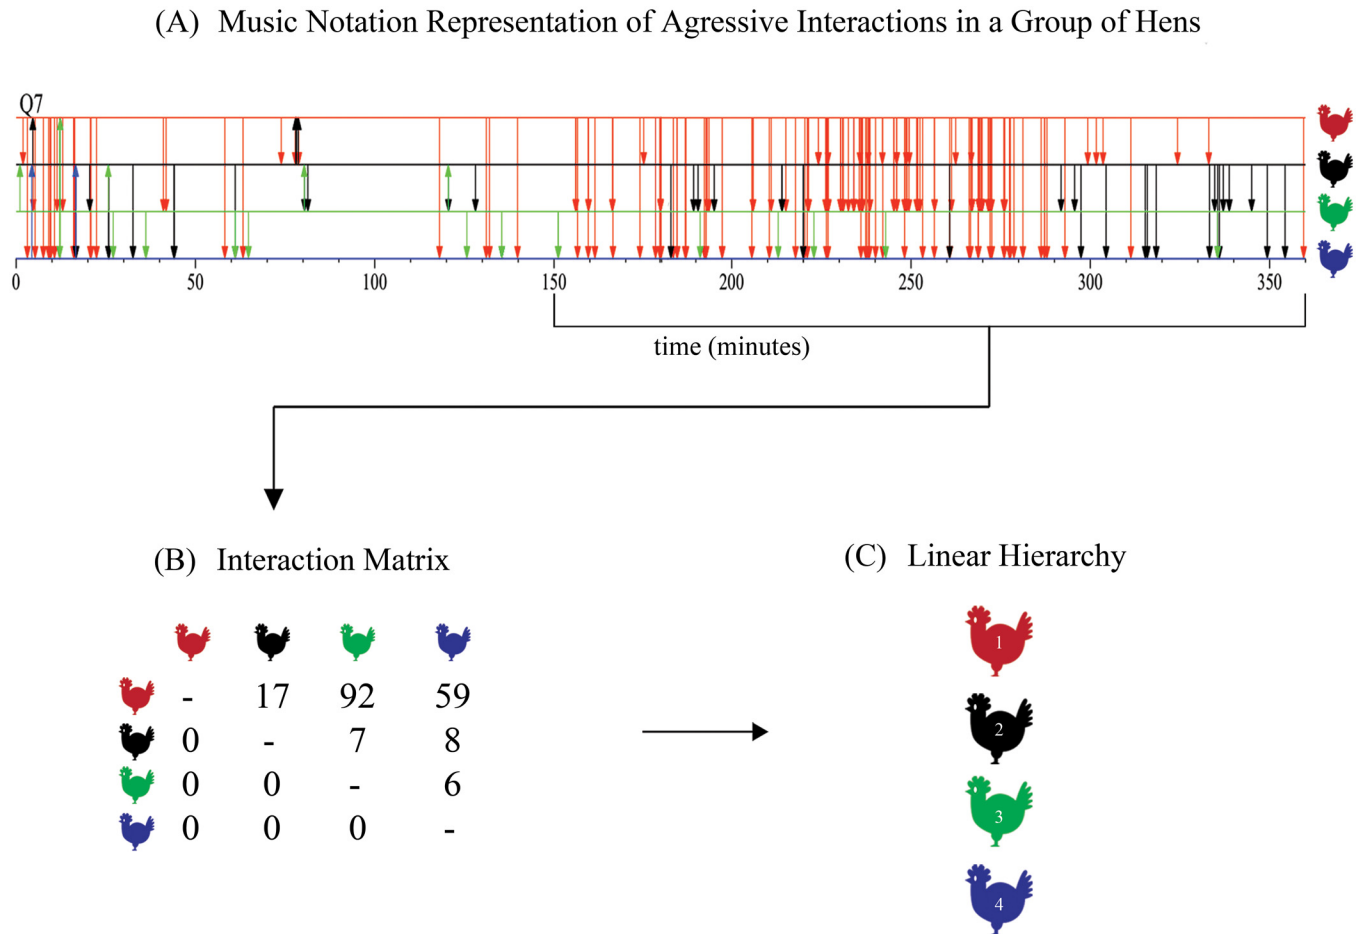 (A) Music Notation Representation of Agressive Interactions in a Group of Hens
Q7
0 50 100 150 200 250 300 350
time (minutes)
(B) Interaction Matrix
- 17 92 59
0 - 7 8
0 0 - 6
0 0 0 -
(C) Linear Hierarchy
1
2
3
4